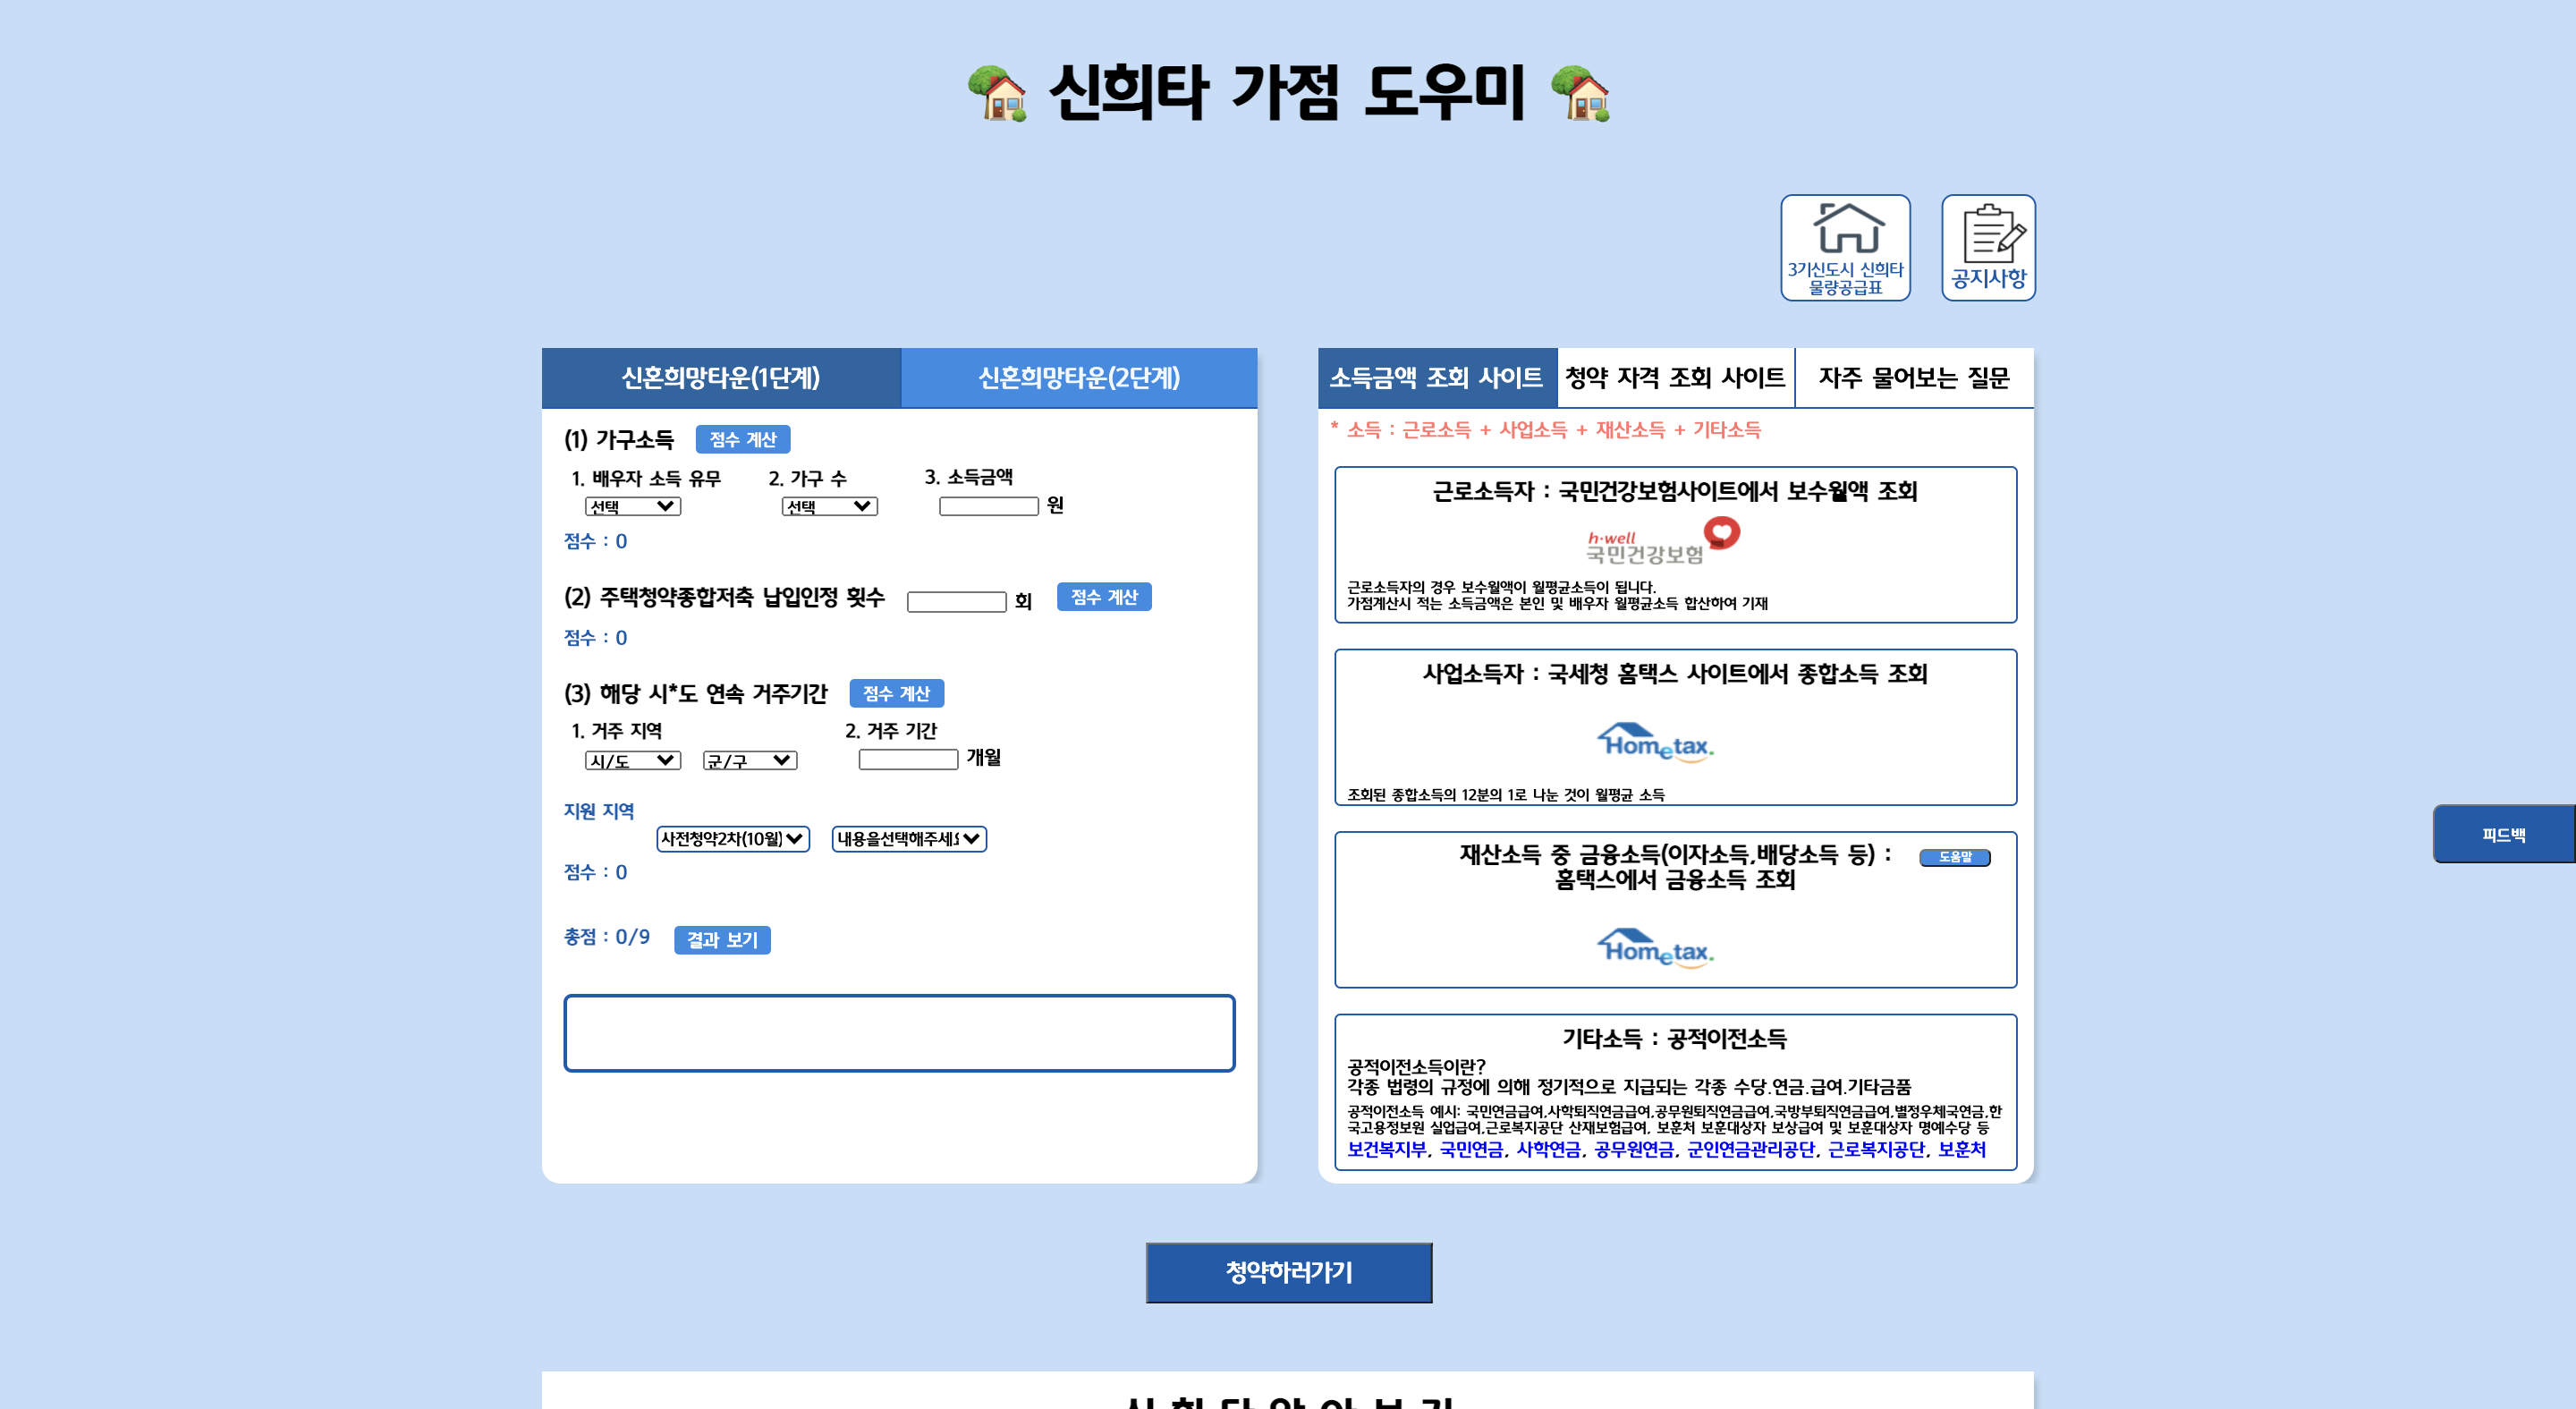 신희타 가점 도우미
3기신도시 신희타
물량공급표
공지사항
신혼희망타운(1단계)
신혼희망타운(2단계)
(1) 가구소득
점수 계산
1. 배우자 소득 유무
2. 가구 수
3. 소득금액
선택
선택
원
점수 : 0
(2) 주택청약종합저축 납입인정 횟수
회
점수 계산
점수 : 0
(3) 해당 시*도 연속 거주기간
점수 계산
1. 거주 지역
2. 거주 기간
시/도
군/구
개월
지원 지역
사전청약2차(10월)
내용을선택해주세요
점수 : 0
총점 : 0/9
결과 보기
소득금액 조회 사이트
청약 자격 조회 사이트
자주 물어보는 질문
* 소득 : 근로소득 + 사업소득 + 재산소득 + 기타소득
근로소득자 : 국민건강보험사이트에서 보수월액 조회
h·well
국민건강보험
근로소득자의 경우 보수월액이 월평균소득이 됩니다.
가점계산시 적는 소득금액은 본인 및 배우자 월평균소득 합산하여 기재
사업소득자 : 국세청 홈택스 사이트에서 종합소득 조회
Hometax.
조회된 종합소득의 12분의 1로 나눈 것이 월평균 소득
재산소득 중 금융소득(이자소득,배당소득 등) :
도움말
홈택스에서 금융소득 조회
Hometax.
기타소득 : 공적이전소득
공적이전소득이란?
각종 법령의 규정에 의해 정기적으로 지급되는 각종 수당.연금.급여.기타금품
공적이전소득 예시: 국민연금급여,사학퇴직연금급여,공무원퇴직연금급여,국방부퇴직연금급여,별정우체국연금,한
국고용정보원 실업급여,근로복지공단 산재보험급여, 보훈처 보훈대상자 보상급여 및 보훈대상자 명예수당 등
보건복지부, 국민연금, 사학연금, 공무원연금, 군인연금관리공단, 근로복지공단, 보훈처
피드백
청약하러가기